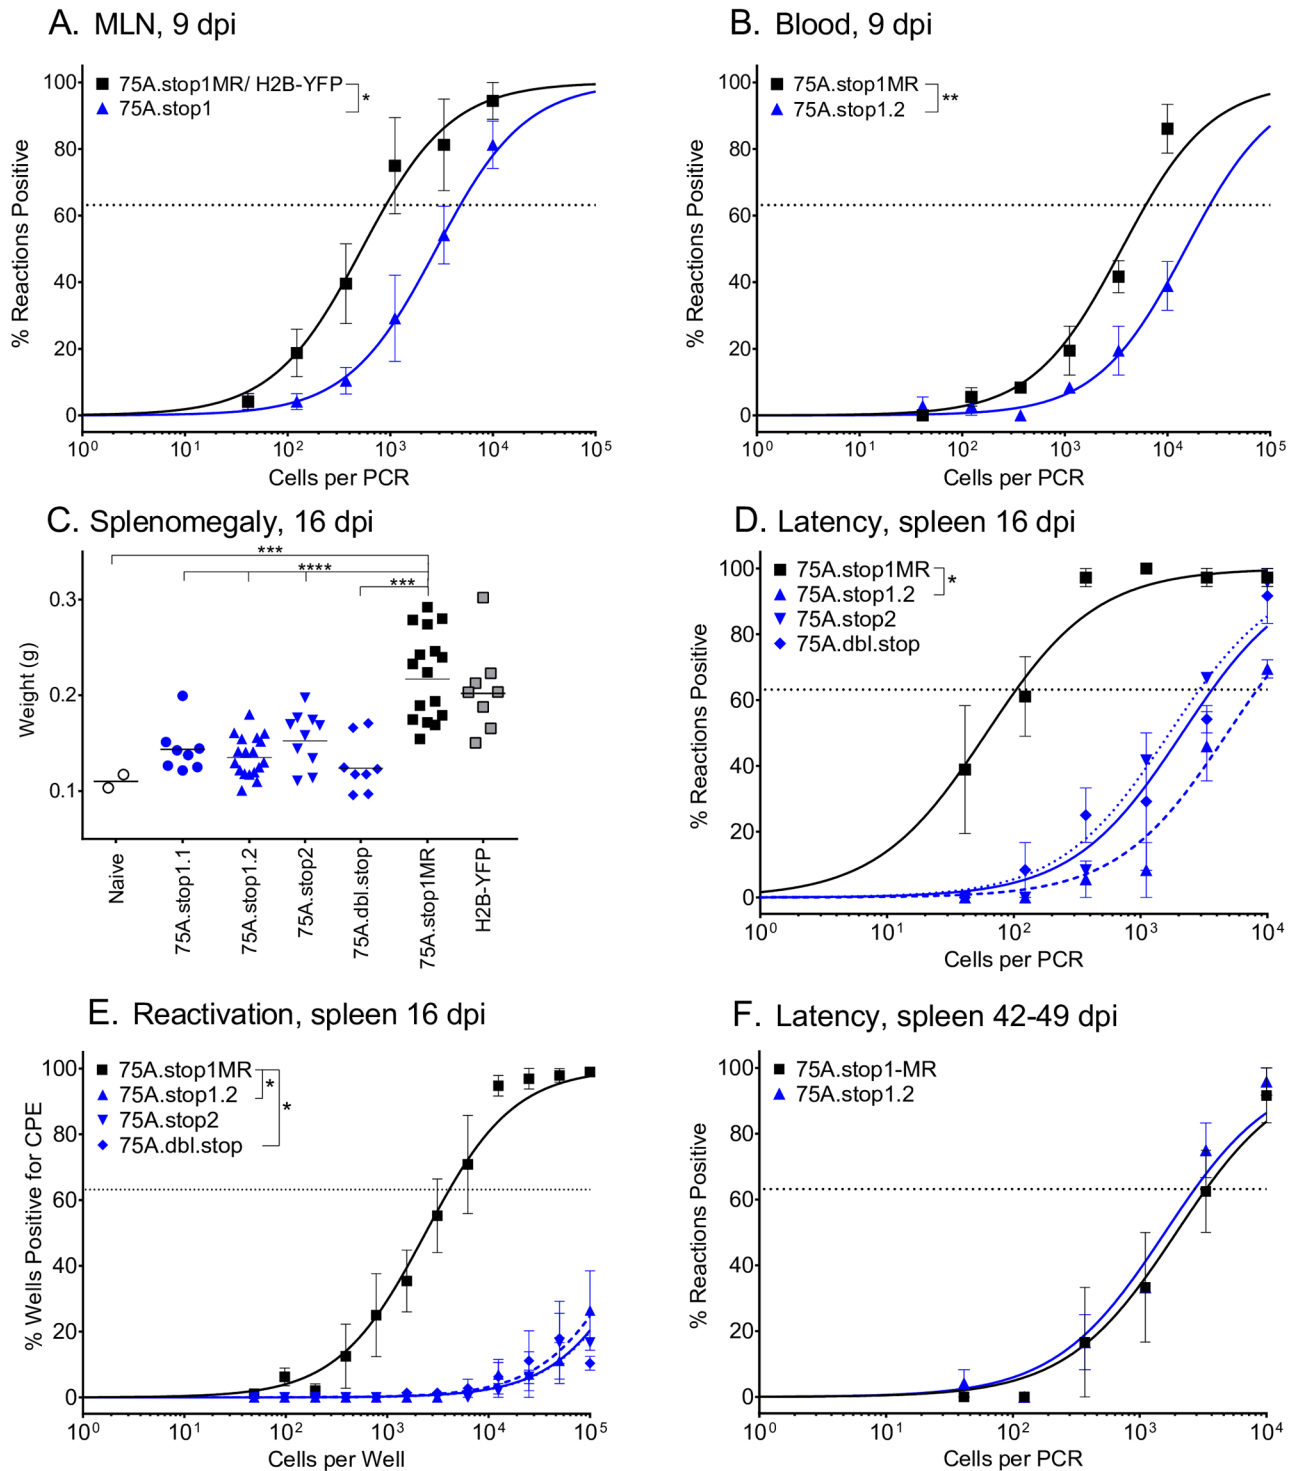 A. MLN, 9 dpi
% Reactions Positive
100
80
60
40
20
0
75A.stop1MR/ H2B-YFP
75A.stop1
*
10⁰ 10¹ 10² 10³ 10⁴ 10⁵
Cells per PCR
B. Blood, 9 dpi
% Reactions Positive
100
80
60
40
20
0
75A.stop1MR
75A.stop1.2
**
10⁰ 10¹ 10² 10³ 10⁴ 10⁵
Cells per PCR
C. Splenomegaly, 16 dpi
Weight (g)
0.3
0.2
0.1
***
****
***
Naive
75A.stop1.1
75A.stop1.2
75A.stop2
75A.dbl.stop
75A.stop1MR
H2B-YFP
D. Latency, spleen 16 dpi
% Reactions Positive
100
80
60
40
20
0
75A.stop1MR
75A.stop1.2
75A.stop2
75A.dbl.stop
*
10⁰ 10¹ 10² 10³ 10⁴
Cells per PCR
E. Reactivation, spleen 16 dpi
% Wells Positive for CPE
100
80
60
40
20
0
75A.stop1MR
75A.stop1.2
75A.stop2
75A.dbl.stop
*
*
10⁰ 10¹ 10² 10³ 10⁴ 10⁵
Cells per Well
F. Latency, spleen 42-49 dpi
% Reactions Positive
100
80
60
40
20
0
75A.stop1-MR
75A.stop1.2
10⁰ 10¹ 10² 10³ 10⁴
Cells per PCR